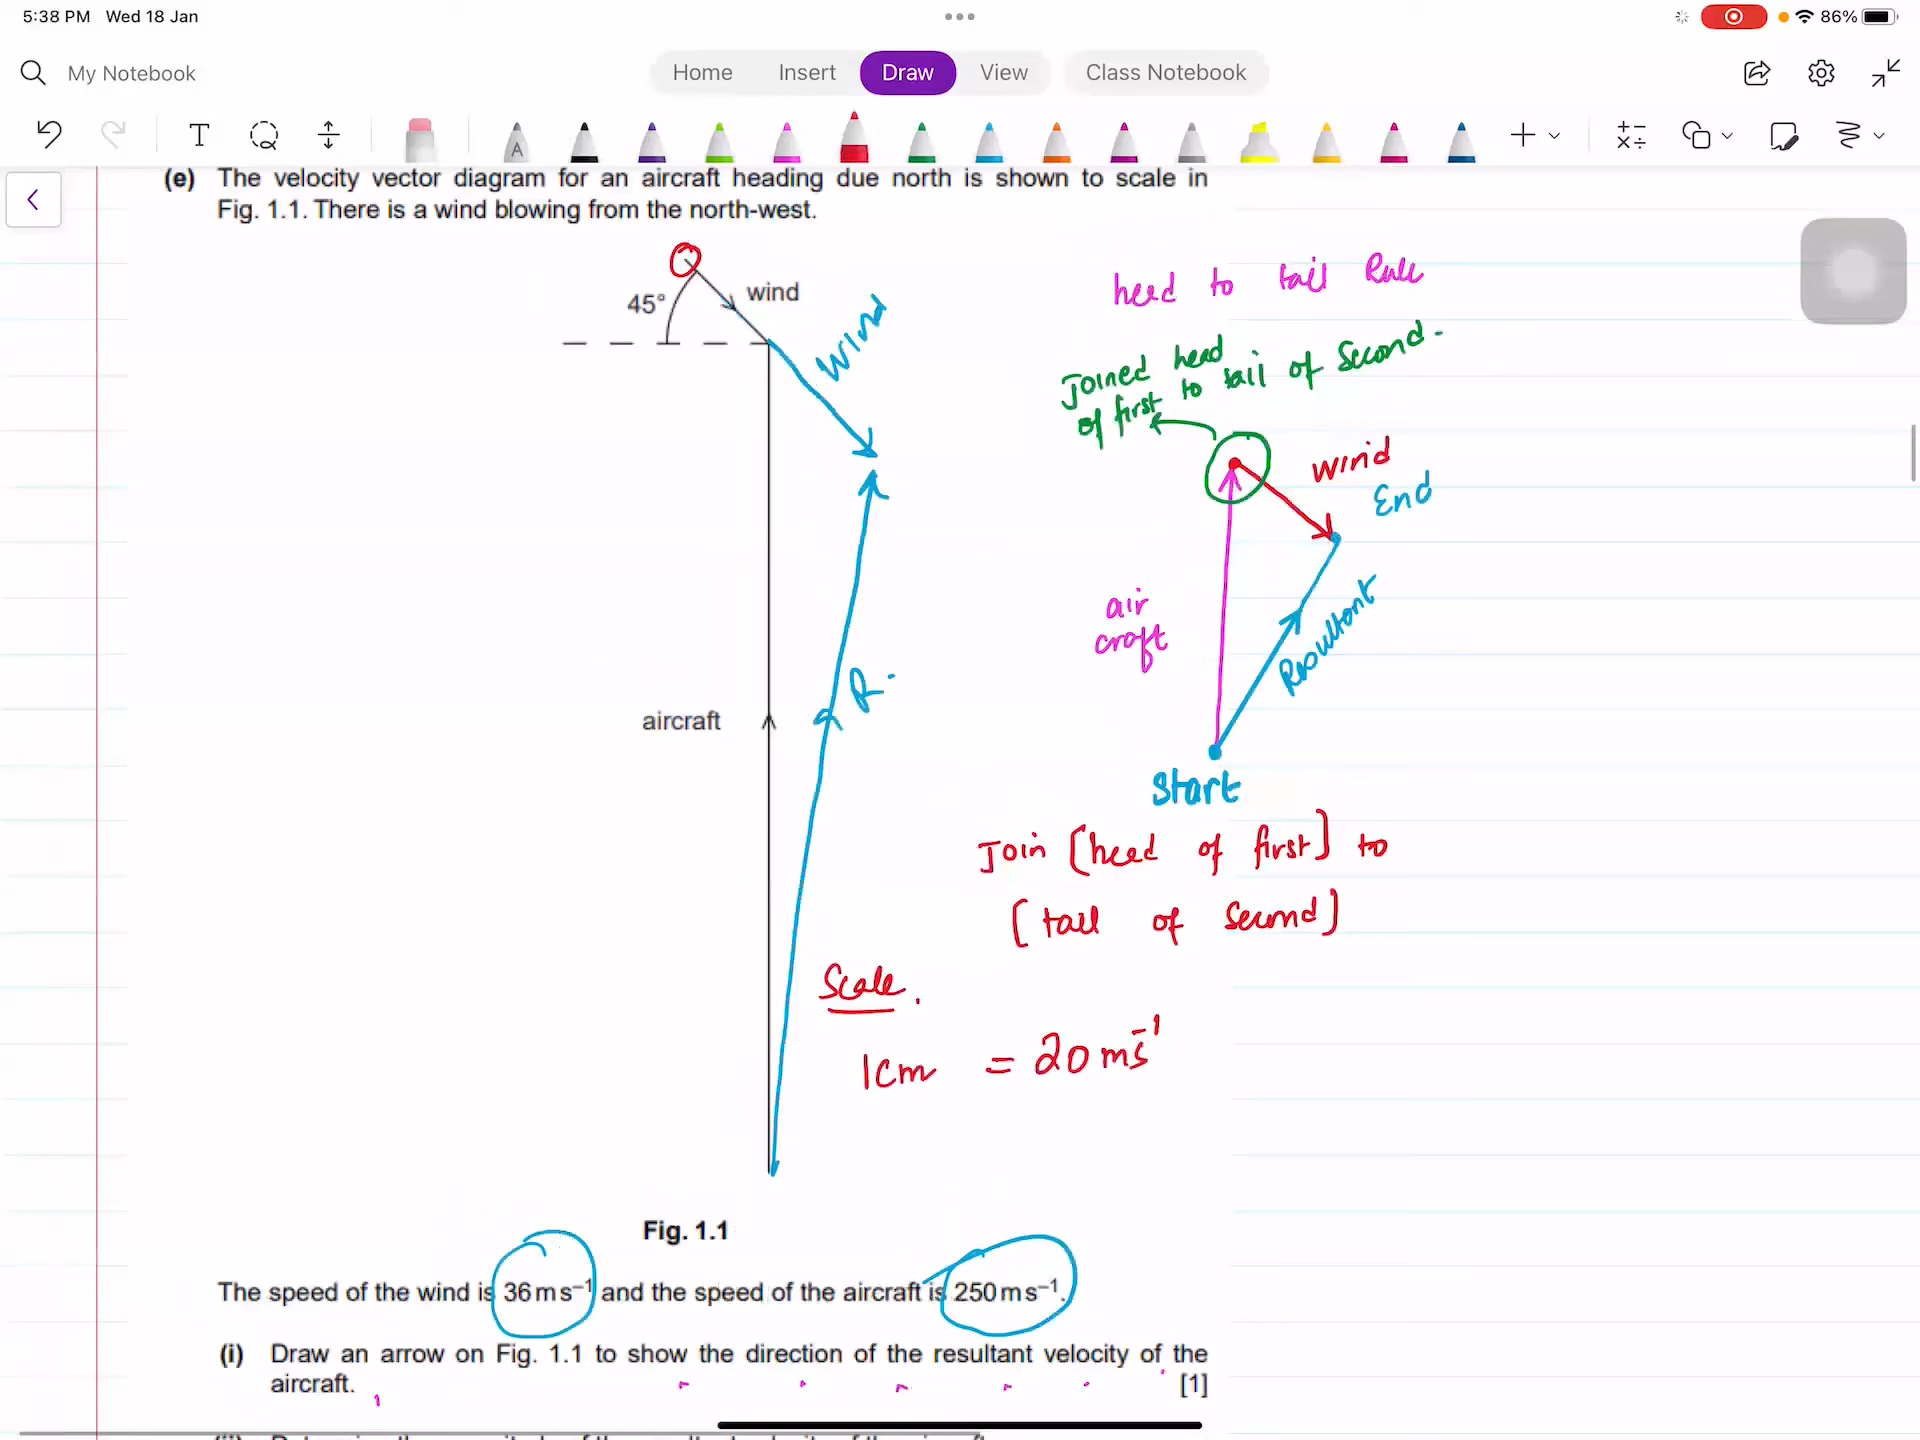 5:38 PM Wed 18 Jan
86%
My Notebook
Home Insert Draw View Class Notebook
T
A
(e) The velocity vector diagram for an aircraft heading due north is shown to scale in
Fig. 1.1. There is a wind blowing from the north-west.
45°
wind
Wind
aircraft
R.
head to tail Rule
Joined head
of first to tail of Second.
Wind
End
air
craft
Resultant
Start
Join [head of first] to
[tail of Second]
Scale.
1cm = 20 ms⁻¹
Fig. 1.1
The speed of the wind is 36 m s⁻¹ and the speed of the aircraft is 250 m s⁻¹.
(i) Draw an arrow on Fig. 1.1 to show the direction of the resultant velocity of the
aircraft. [1]